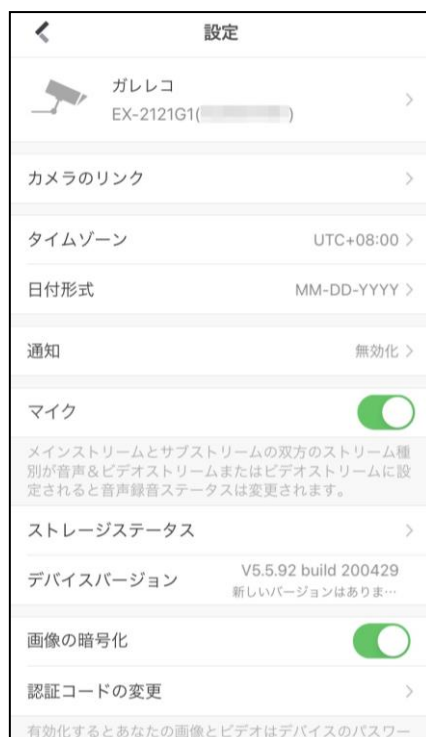 設定
ガレレコ
EX-2121G1( )
カメラのリンク
タイムゾーン UTC+08:00
日付形式 MM-DD-YYYY
通知 無効化
マイク
メインストリームとサブストリームの双方のストリーム種
別が音声&ビデオストリームまたはビデオストリームに設
定されると音声録音ステータスは変更されます。
ストレージステータス
デバイスバージョン V5.5.92 build 200429
新しいバージョンはありま…
画像の暗号化
認証コードの変更
有効化するとあなたの画像とビデオはデバイスのパスワー